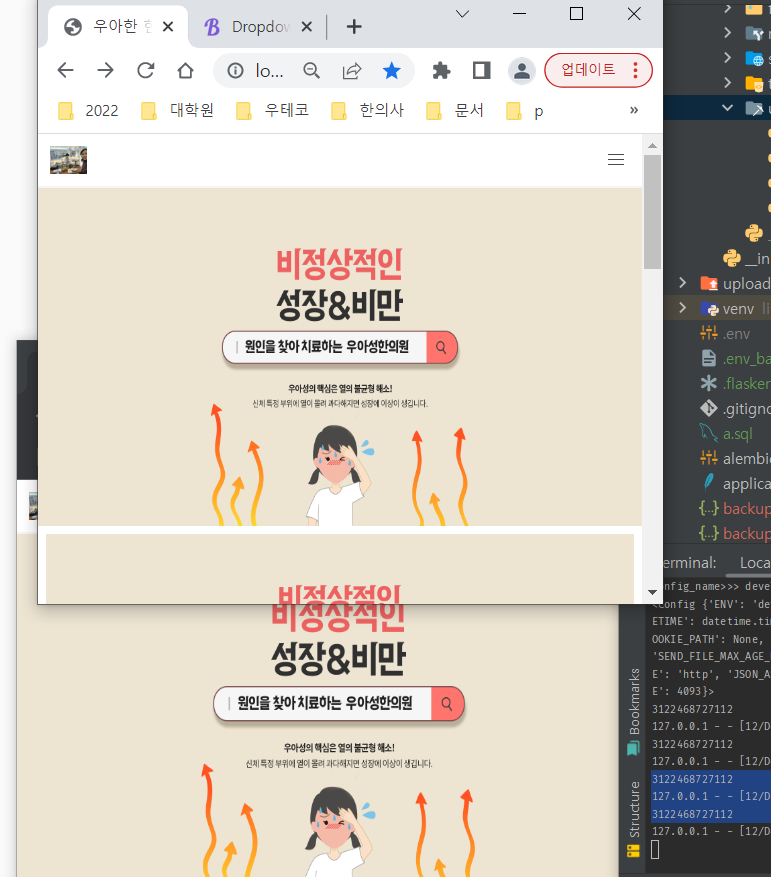 우아한 한
Dropdow
lo...
업데이트
2022
대학원
우테코
한의사
문서
p
»
비정상적인
성장&비만
원인을 찾아 치료하는 우아성한의원
우아성의 핵심은 열의 불균형 해소!
신체 특정 부위에 열이 몰려 과다해지면 성장에 이상이 생깁니다.
비정상적인
비정상적인
성장&비만
원인을 찾아 치료하는 우아성한의원
우아성의 핵심은 열의 불균형 해소!
신체 특정 부위에 열이 몰려 과다해지면 성장에 이상이 생깁니다.
__in
upload
venv li
.env
.env_ba
.flasker
.gitigno
a.sql
alembic
applica
backup
backup
erminal: Loca
onfig_name>>> deve
<Config {'ENV': 'de
ETIME': datetime.tim
OOKIE_PATH': None,
'SEND_FILE_MAX_AGE_
E': 'http', 'JSON_A
E': 4093}>
3122468727112
127.0.0.1 - - [12/D
3122468727112
127.0.0.1 - - [12/D
3122468727112
127.0.0.1 - - [12/D
3122468727112
127.0.0.1 - - [12/D
Bookmarks
Structure